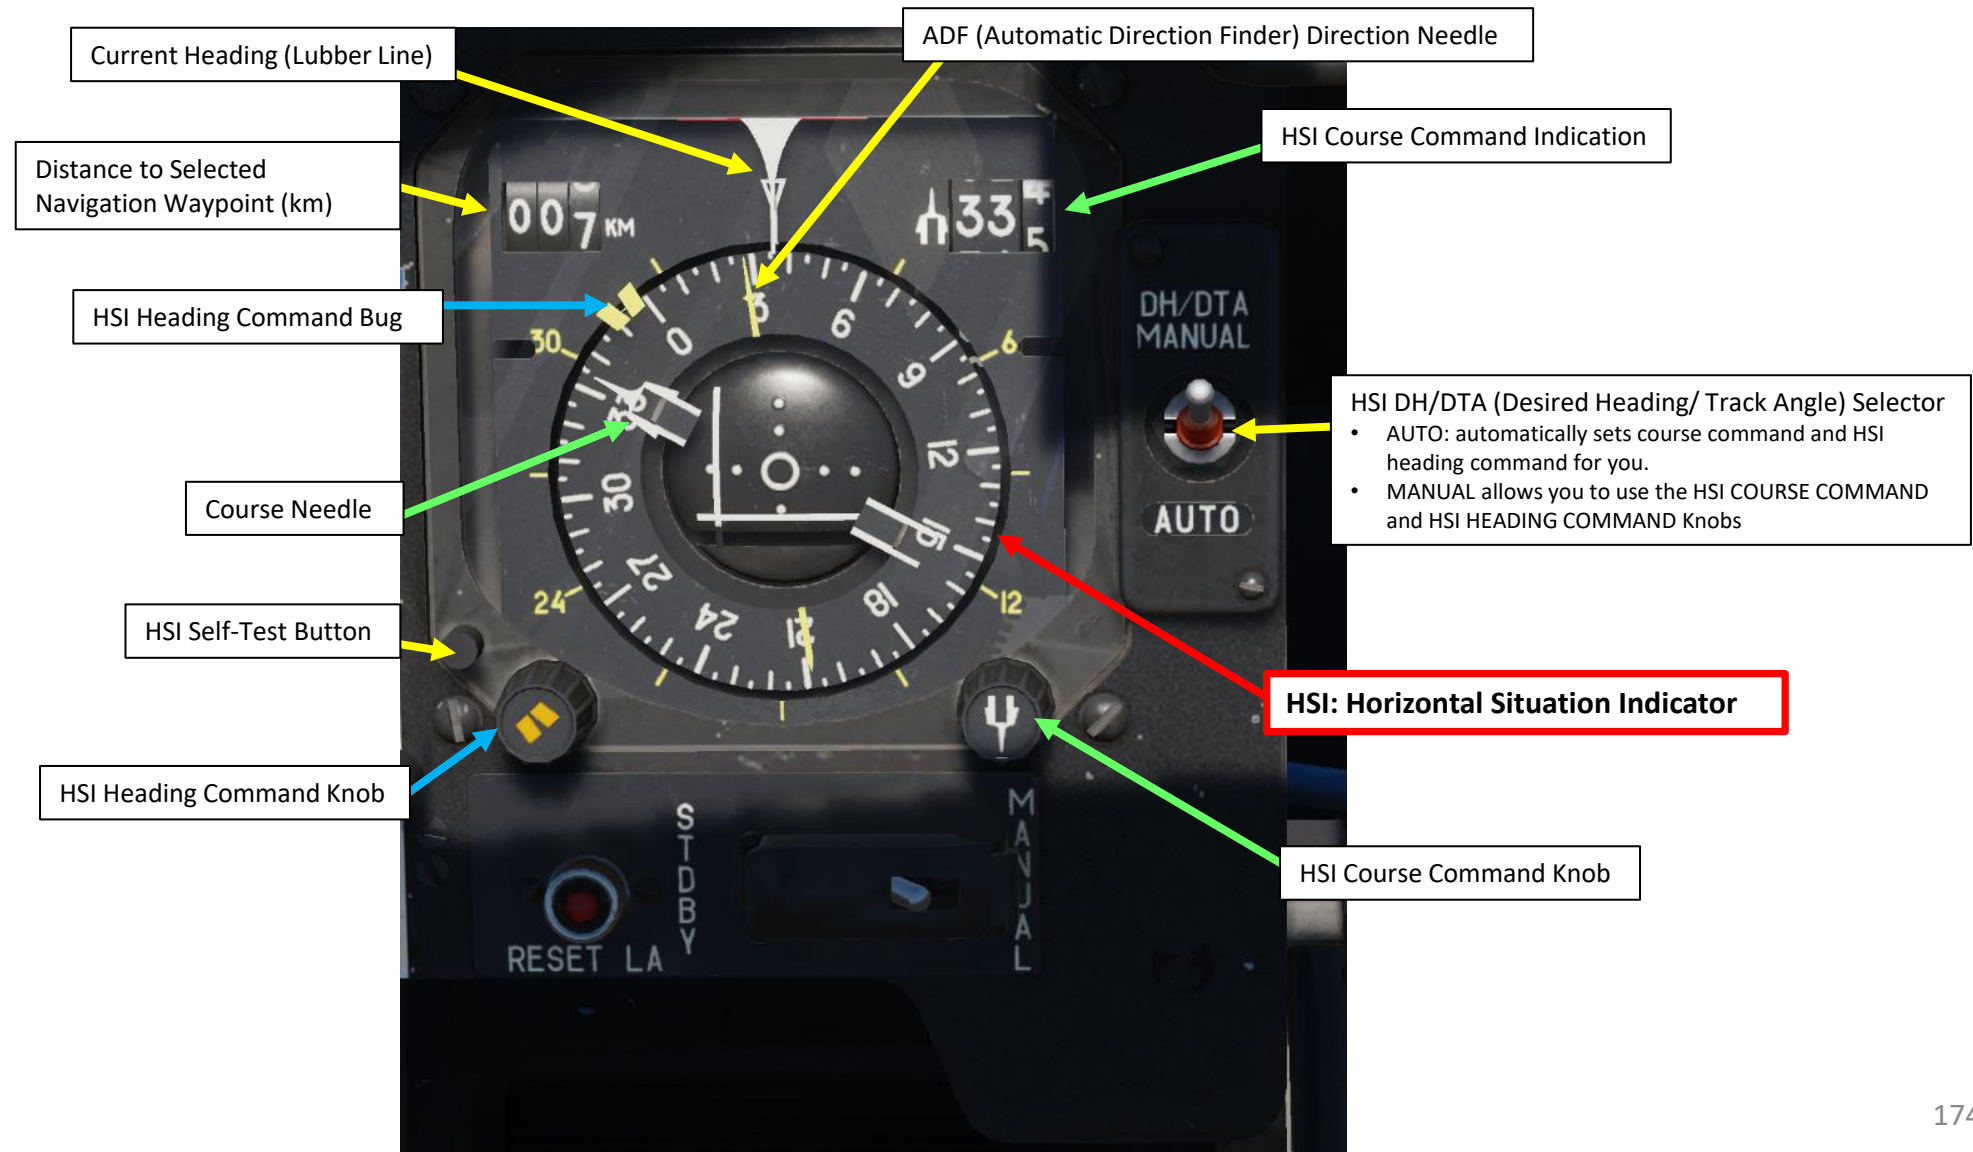 ADF (Automatic Direction Finder) Direction Needle
Current Heading (Lubber Line)
HSI Course Command Indication
Distance to Selected
Navigation Waypoint (km)
007 KM
33 4
5
HSI Heading Command Bug
DH/DTA
MANUAL
30
0
3
6
9
6
33
12
30
15
27
24
21
18
24
12
HSI DH/DTA (Desired Heading/ Track Angle) Selector
• AUTO: automatically sets course command and HSI
heading command for you.
• MANUAL allows you to use the HSI COURSE COMMAND
and HSI HEADING COMMAND Knobs
Course Needle
AUTO
HSI Self-Test Button
HSI: Horizontal Situation Indicator
HSI Heading Command Knob
STDBY
MANUAL
HSI Course Command Knob
RESET LA
174